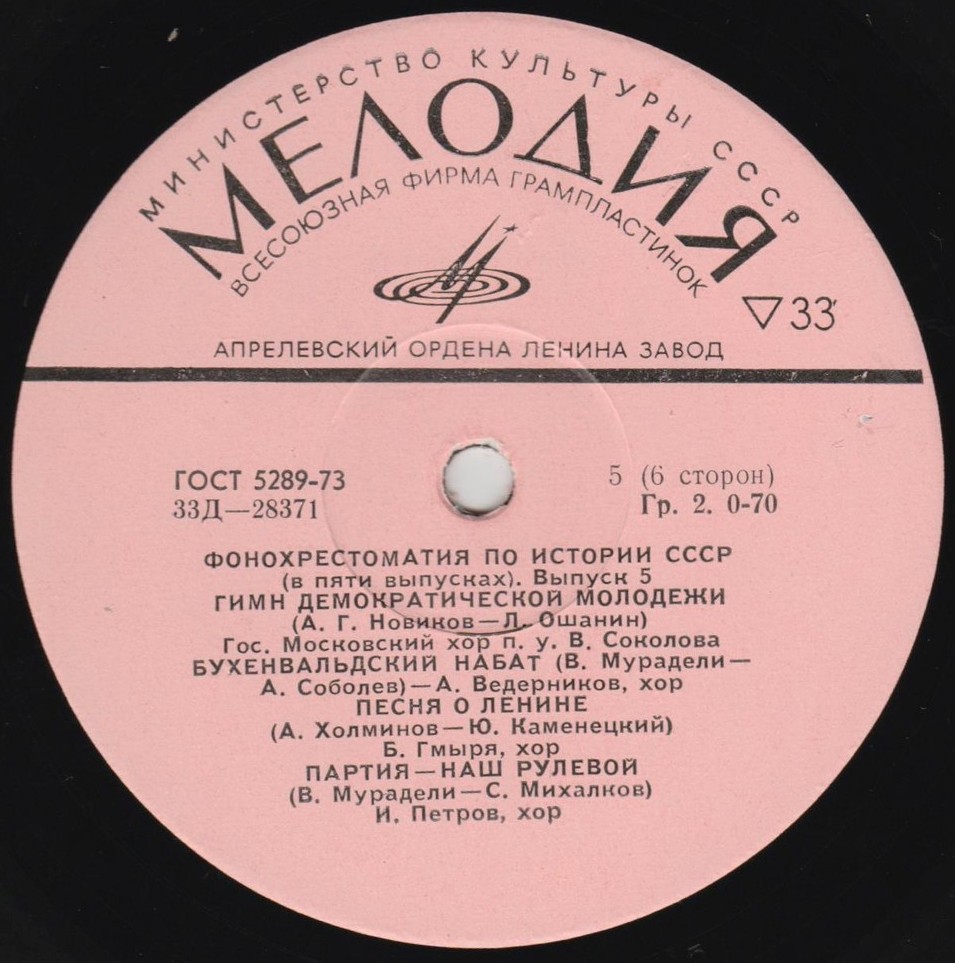 МИНИСТЕРСТВО КУЛЬТУРЫ СССР
МЕЛОДИЯ
ВСЕСОЮЗНАЯ ФИРМА ГРАМПЛАСТИНОК
33
АПРЕЛЕВСКИЙ ОРДЕНА ЛЕНИНА ЗАВОД
ГОСТ 5289-73
5 (6 сторон)
33Д—28371
Гр. 2. 0-70
ФОНОХРЕСТОМАТИЯ ПО ИСТОРИИ СССР
(в пяти выпусках). Выпуск 5
ГИМН ДЕМОКРАТИЧЕСКОЙ МОЛОДЕЖИ
(А. Г. Новиков—Л. Ошанин)
Гос. Московский хор п. у. В. Соколова
БУХЕНВАЛЬДСКИЙ НАБАТ (В. Мурадели—
А. Соболев)—А. Ведерников, хор
ПЕСНЯ О ЛЕНИНЕ
(А. Холминов—Ю. Каменецкий)
Б. Гмыря, хор
ПАРТИЯ—НАШ РУЛЕВОЙ
(В. Мурадели—С. Михалков)
И. Петров, хор